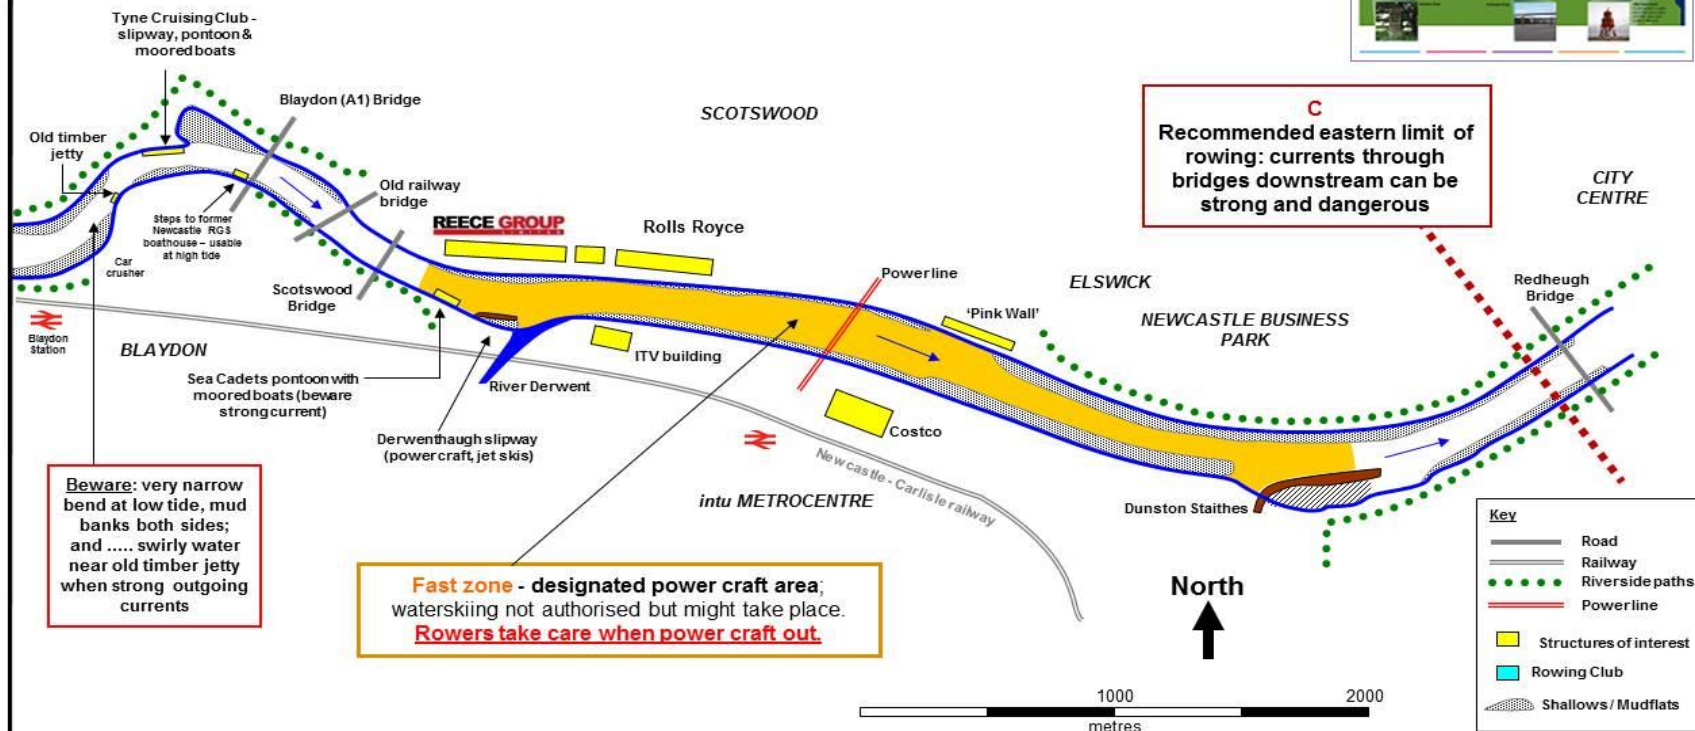 Tyne Cruising Club -
slipway, pontoon &
moored boats
Blaydon (A1) Bridge
Old timber
jetty
SCOTSWOOD
C
Recommended eastern limit of
rowing: currents through
bridges downstream can be
strong and dangerous
CITY
CENTRE
Old railway
bridge
Steps to former
Newcastle RGS
boathouse – usable
at high tide
REECE GROUP
LIMITED
Rolls Royce
Car
crusher
Scotswood
Bridge
Power line
ELSWICK
Redheugh
Bridge
'Pink Wall'
NEWCASTLE BUSINESS
PARK
Blaydon
Station
BLAYDON
ITV building
River Derwent
Sea Cadets pontoon with
moored boats (beware
strong current)
Derwenthaugh slipway
(power craft, jet skis)
Costco
Newcastle - Carlisle railway
intu METROCENTRE
Dunston Staithes
Beware: very narrow
bend at low tide, mud
banks both sides;
and ..... swirly water
near old timber jetty
when strong outgoing
currents
Fast zone - designated power craft area;
waterskiing not authorised but might take place.
Rowers take care when power craft out.
North
1000
2000
metres
Key
Road
Railway
Riverside paths
Power line
Structures of interest
Rowing Club
Shallows / Mudflats